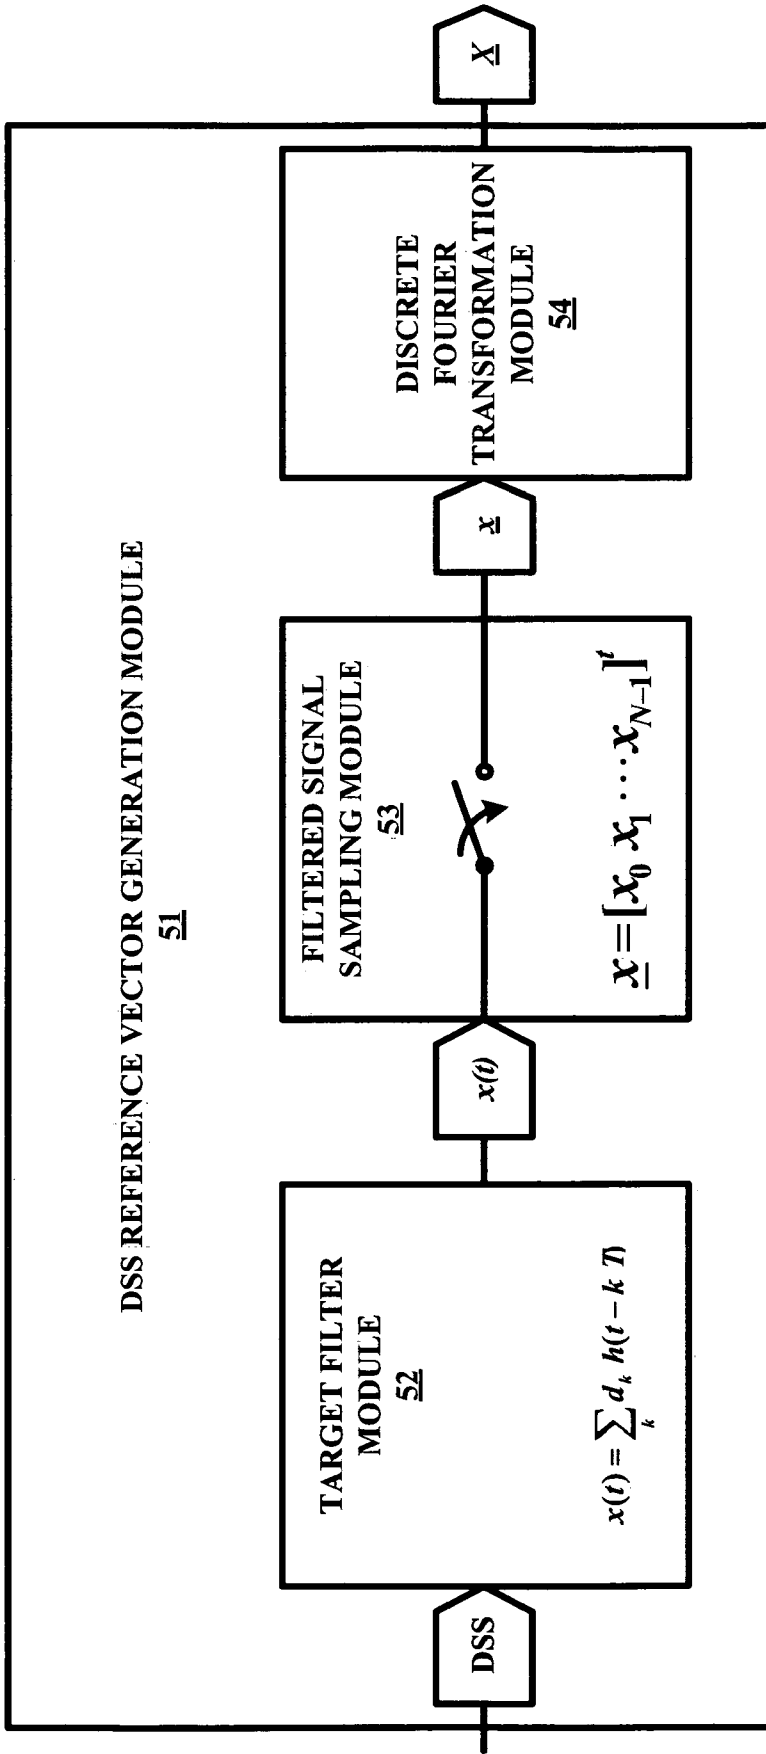 DSS REFERENCE VECTOR GENERATION MODULE
51
DSS
TARGET FILTER
MODULE
52
x(t) = ∑ₖ dₖ h(t − k T)
x(t)
FILTERED SIGNAL
SAMPLING MODULE
53
x = [x₀ x₁ ⋯ x_{N−1}]ᵗ
x
DISCRETE
FOURIER
TRANSFORMATION
MODULE
54
X